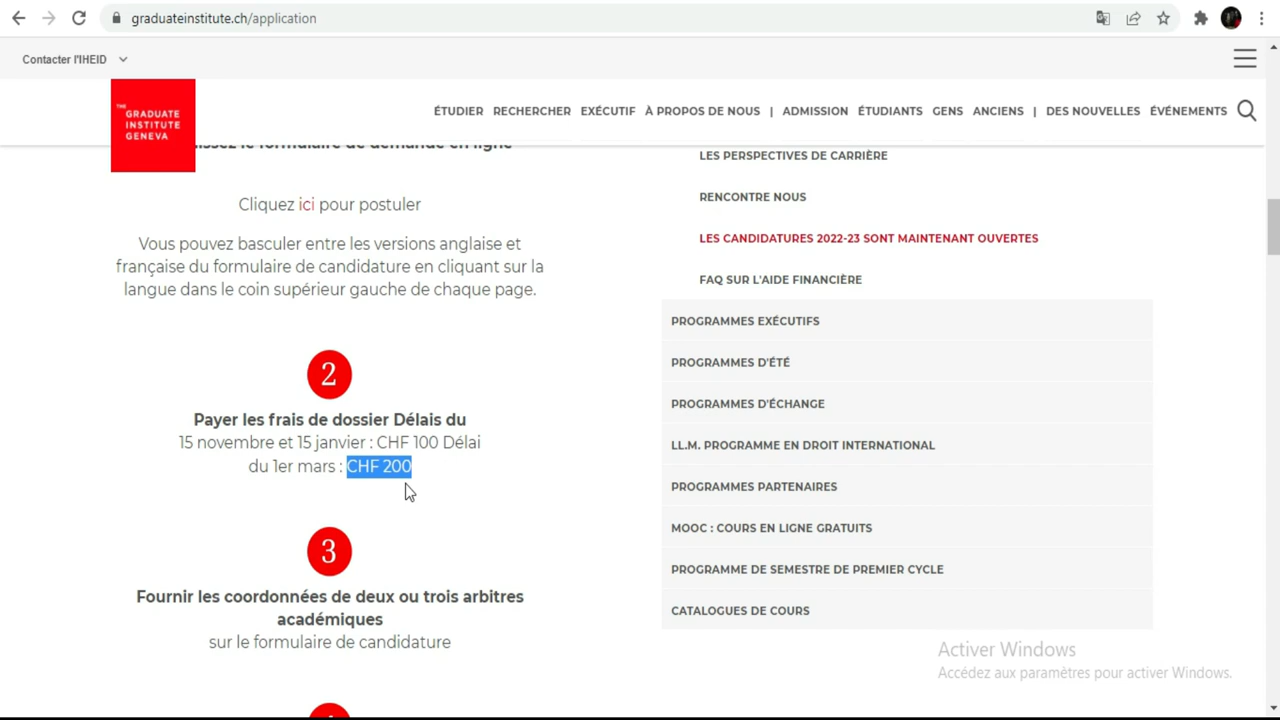 graduateinstitute.ch/application
Contacter l'IHEID
THE
GRADUATE
INSTITUTE
GENEVA
ÉTUDIER RECHERCHER EXÉCUTIF À PROPOS DE NOUS | ADMISSION ÉTUDIANTS GENS ANCIENS | DES NOUVELLES ÉVÉNEMENTS
formulaire de demande en ligne
Cliquez ici pour postuler
Vous pouvez basculer entre les versions anglaise et
française du formulaire de candidature en cliquant sur la
langue dans le coin supérieur gauche de chaque page.
2
Payer les frais de dossier Délais du
15 novembre et 15 janvier : CHF 100 Délai
du 1er mars : CHF 200
3
Fournir les coordonnées de deux ou trois arbitres
académiques
sur le formulaire de candidature
LES PERSPECTIVES DE CARRIÈRE
RENCONTRE NOUS
LES CANDIDATURES 2022-23 SONT MAINTENANT OUVERTES
FAQ SUR L'AIDE FINANCIÈRE
PROGRAMMES EXÉCUTIFS
PROGRAMMES D'ÉTÉ
PROGRAMMES D'ÉCHANGE
LL.M. PROGRAMME EN DROIT INTERNATIONAL
PROGRAMMES PARTENAIRES
MOOC : COURS EN LIGNE GRATUITS
PROGRAMME DE SEMESTRE DE PREMIER CYCLE
CATALOGUES DE COURS
Activer Windows
Accédez aux paramètres pour activer Windows.